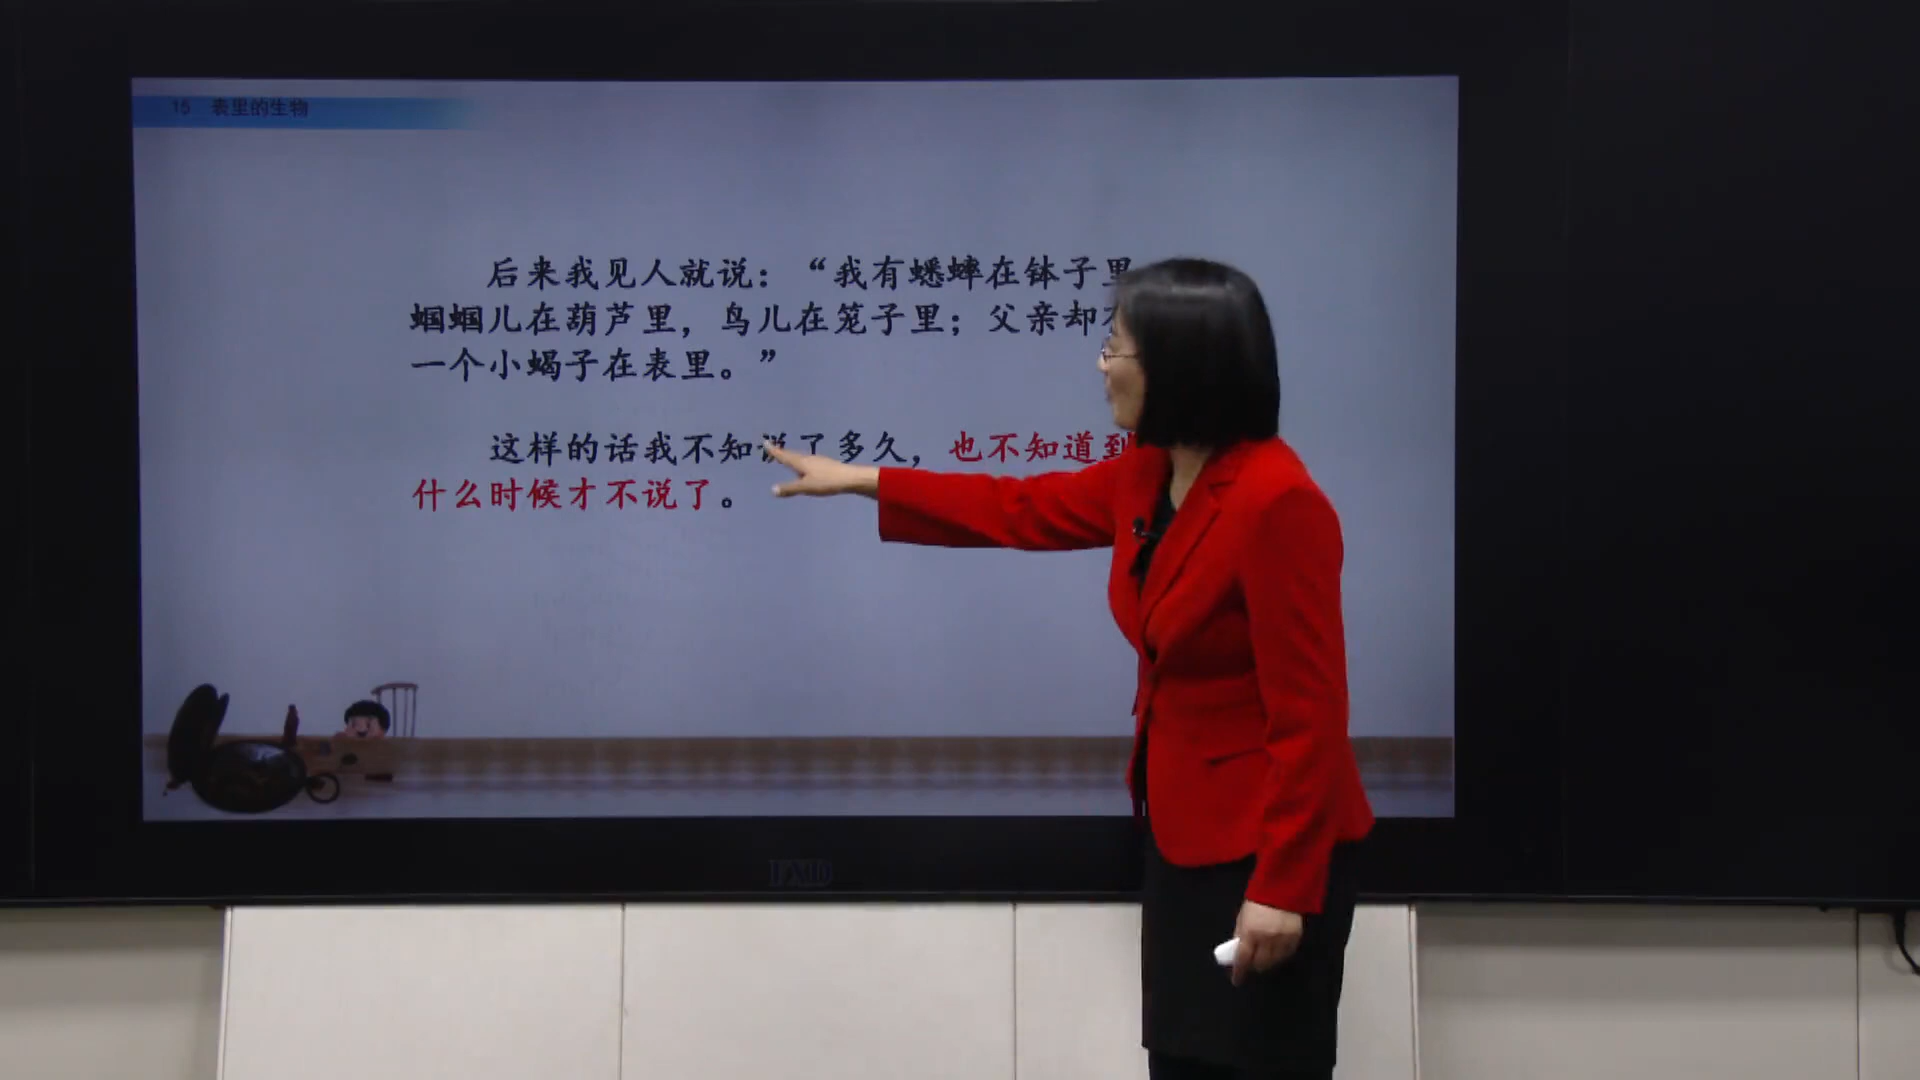 15 表里的生物
后来我见人就说：“我有蟋蟀在钵子里
蝈蝈儿在葫芦里，鸟儿在笼子里；父亲却
一个小蝎子在表里。”
这样的话我不知说了多久，也不知道到
什么时候才不说了。